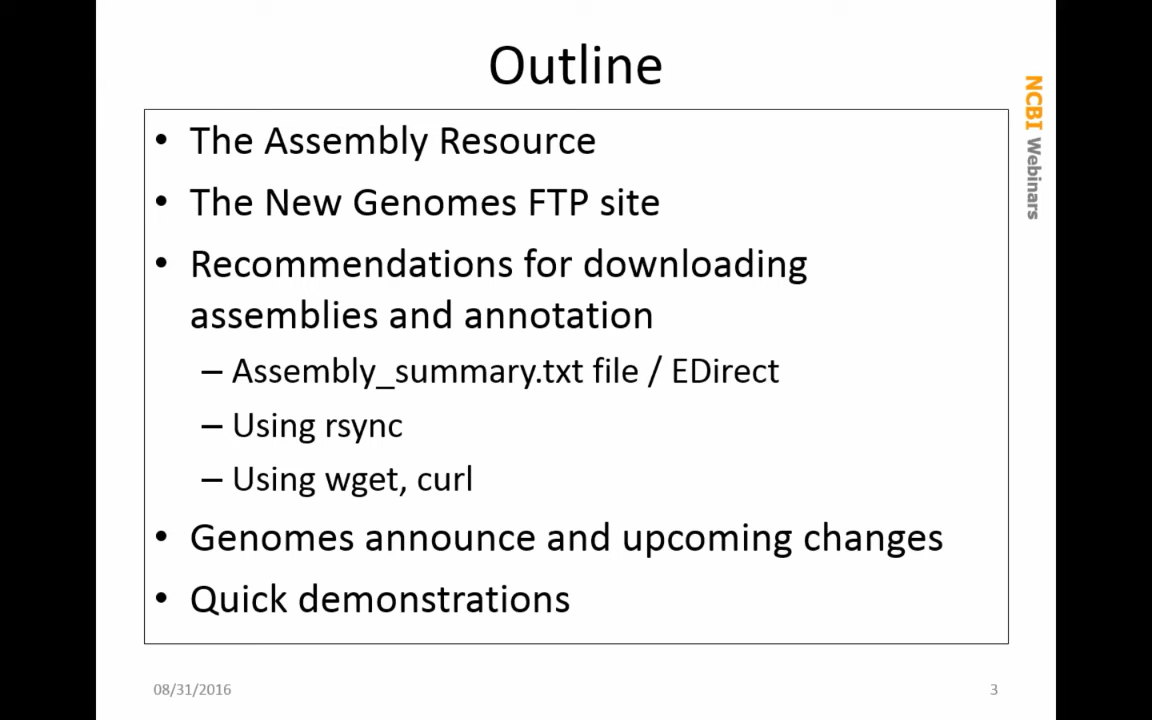 Outline
• The Assembly Resource
• The New Genomes FTP site
• Recommendations for downloading
assemblies and annotation
– Assembly_summary.txt file / EDirect
– Using rsync
– Using wget, curl
• Genomes announce and upcoming changes
• Quick demonstrations
NCBI Webinars
08/31/2016
3